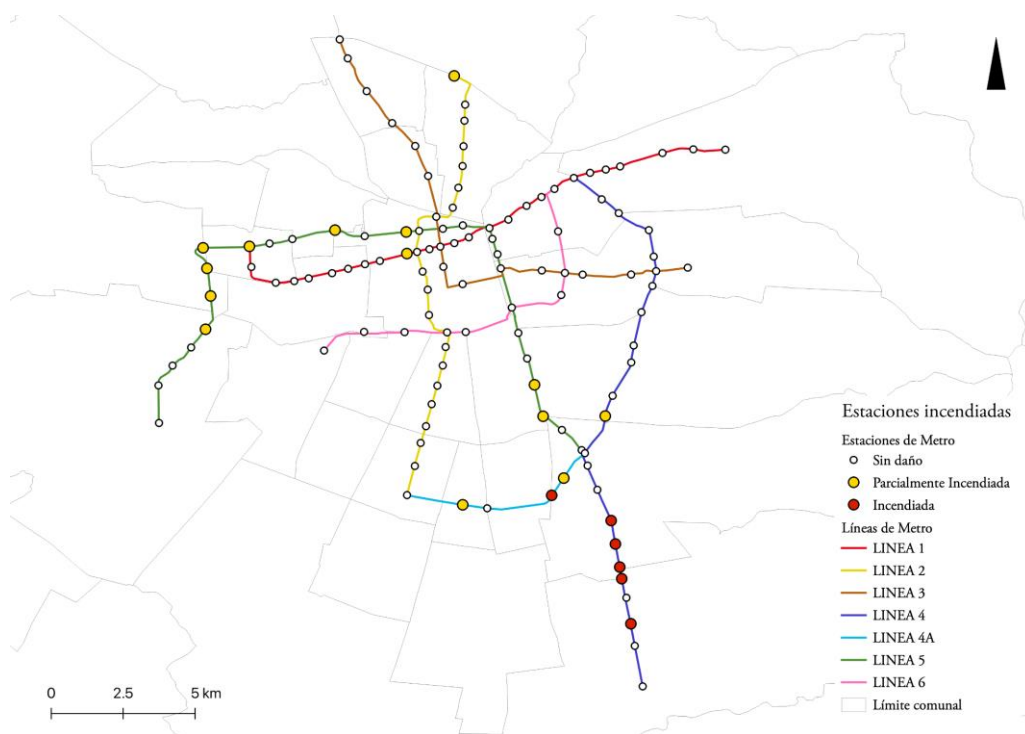 Estaciones incendiadas
Estaciones de Metro
Sin daño
Parcialmente Incendiada
Incendiada
Líneas de Metro
LINEA 1
LINEA 2
LINEA 3
LINEA 4
LINEA 4A
LINEA 5
LINEA 6
Límite comunal
0 2.5 5 km